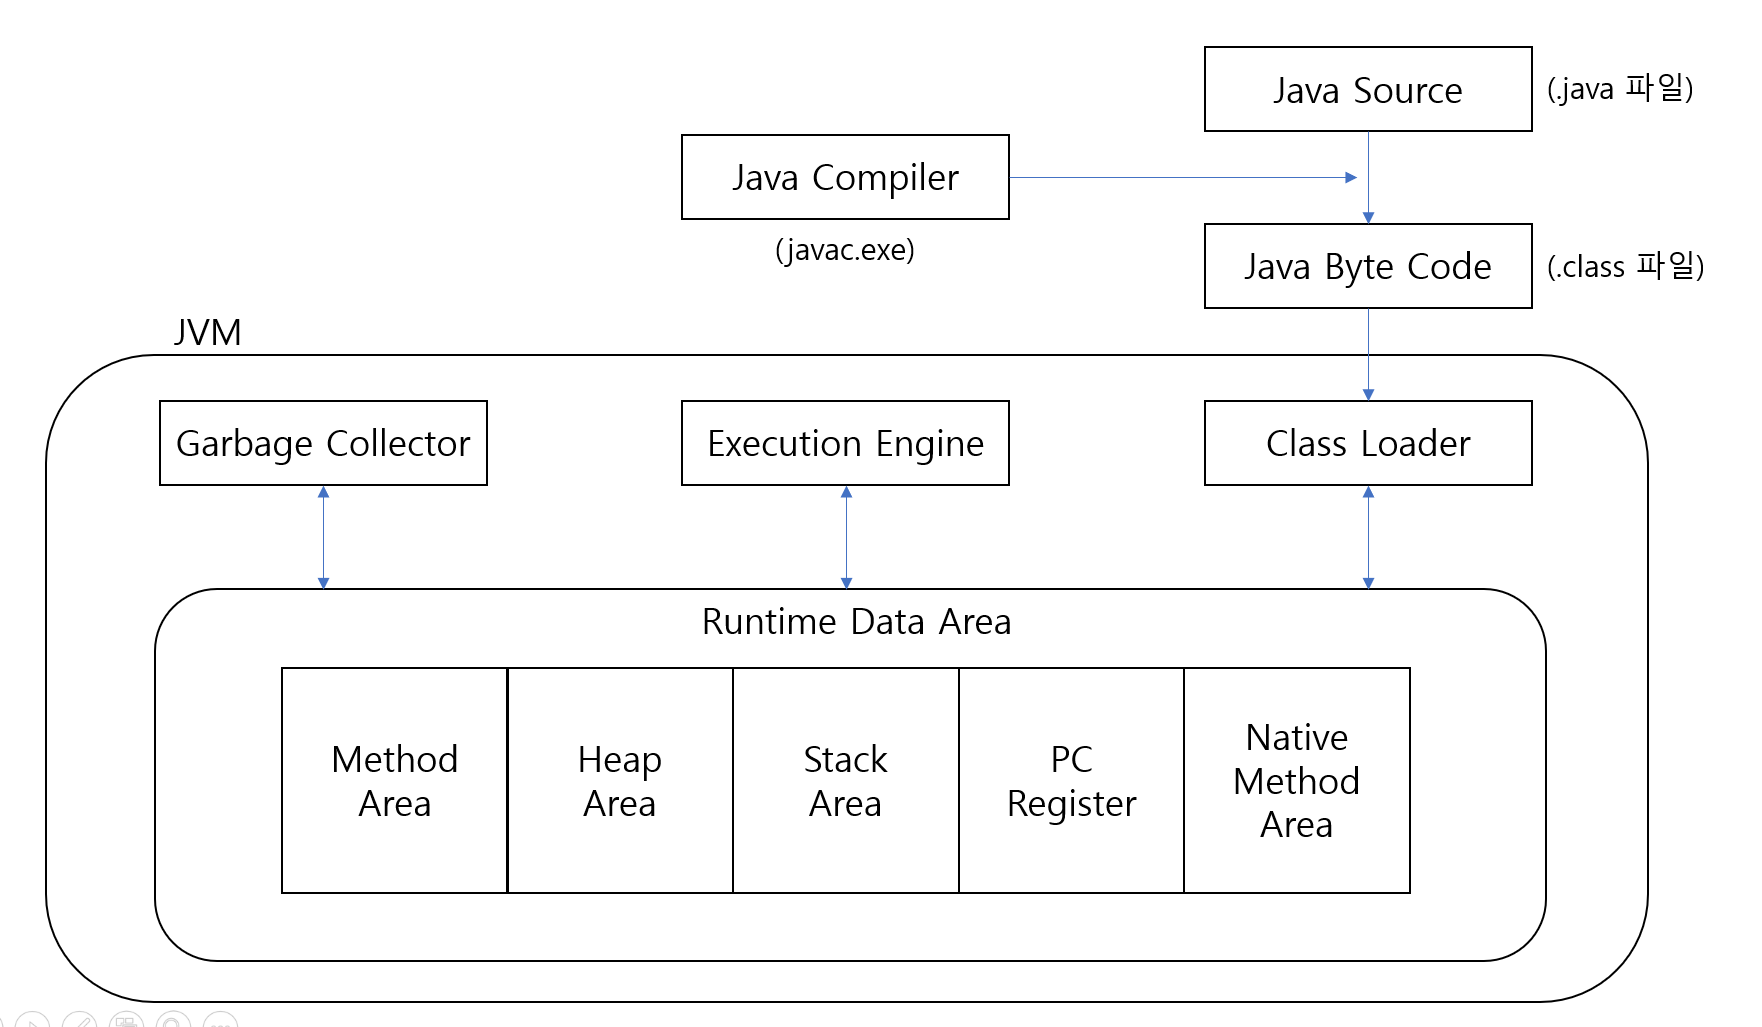 Java Source
(.java 파일)
Java Compiler
(javac.exe)
Java Byte Code
(.class 파일)
JVM
Garbage Collector
Execution Engine
Class Loader
Runtime Data Area
Method
Area
Heap
Area
Stack
Area
PC
Register
Native
Method
Area